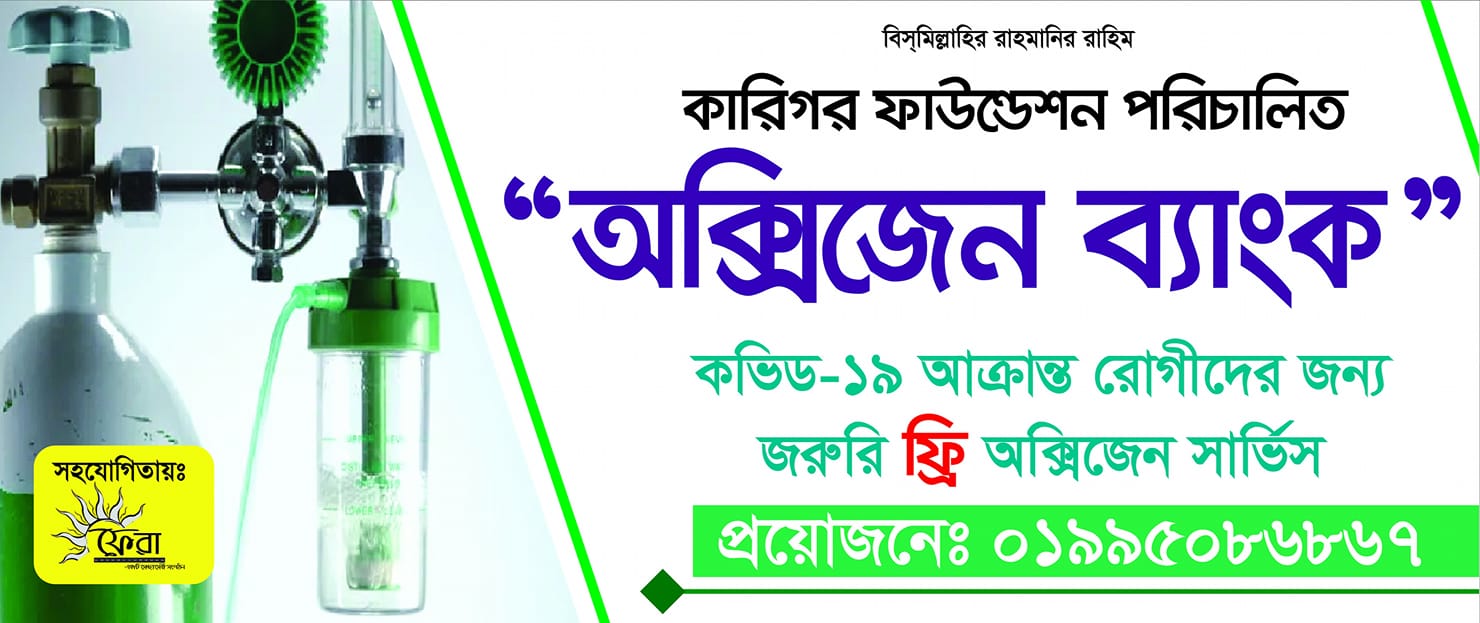 বিস্‌মিল্লাহির রাহমানির রাহিম
কারিগর ফাউন্ডেশন পরিচালিত
“অক্সিজেন ব্যাংক”
কভিড-১৯ আক্রান্ত রোগীদের জন্য
জরুরি ফ্রি অক্সিজেন সার্ভিস
প্রয়োজনেঃ ০১৯৯৫০৮৬৮৬৭
সহযোগিতায়ঃ
ফেরা